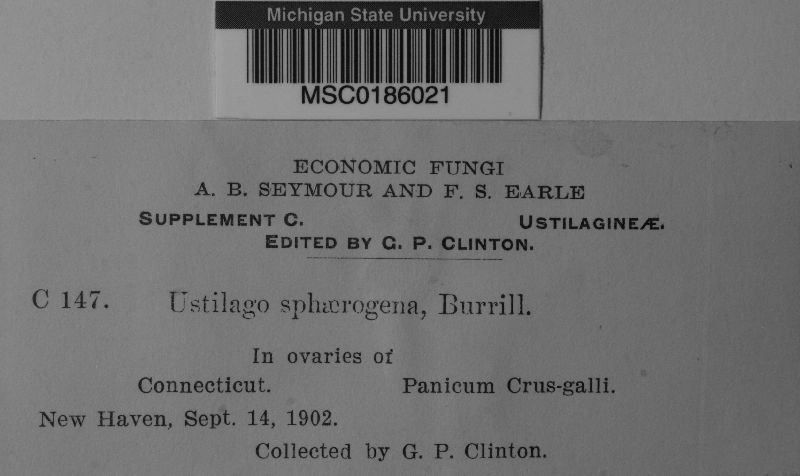 Michigan State University
MSC0186021
ECONOMIC FUNGI
A. B. SEYMOUR AND F. S. EARLE
SUPPLEMENT C. USTILAGINEÆ.
EDITED BY G. P. CLINTON.
C 147. Ustilago sphærogena, Burrill.
In ovaries of
Connecticut. Panicum Crus-galli.
New Haven, Sept. 14, 1902.
Collected by G. P. Clinton.